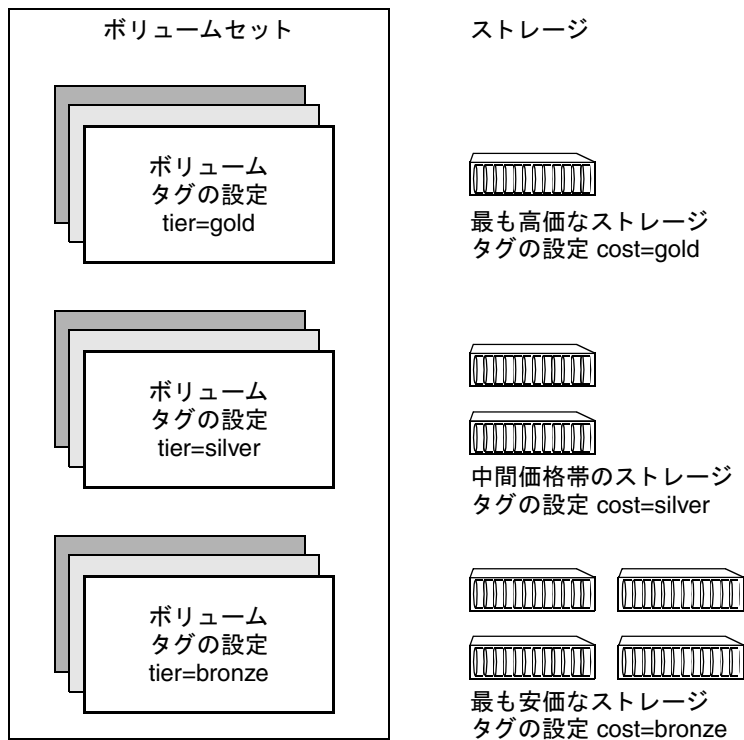 ボリュームセット
ストレージ
ボリューム
タグの設定
tier=gold
最も高価なストレージ
タグの設定 cost=gold
ボリューム
タグの設定
tier=silver
中間価格帯のストレージ
タグの設定 cost=silver
ボリューム
タグの設定
tier=bronze
最も安価なストレージ
タグの設定 cost=bronze